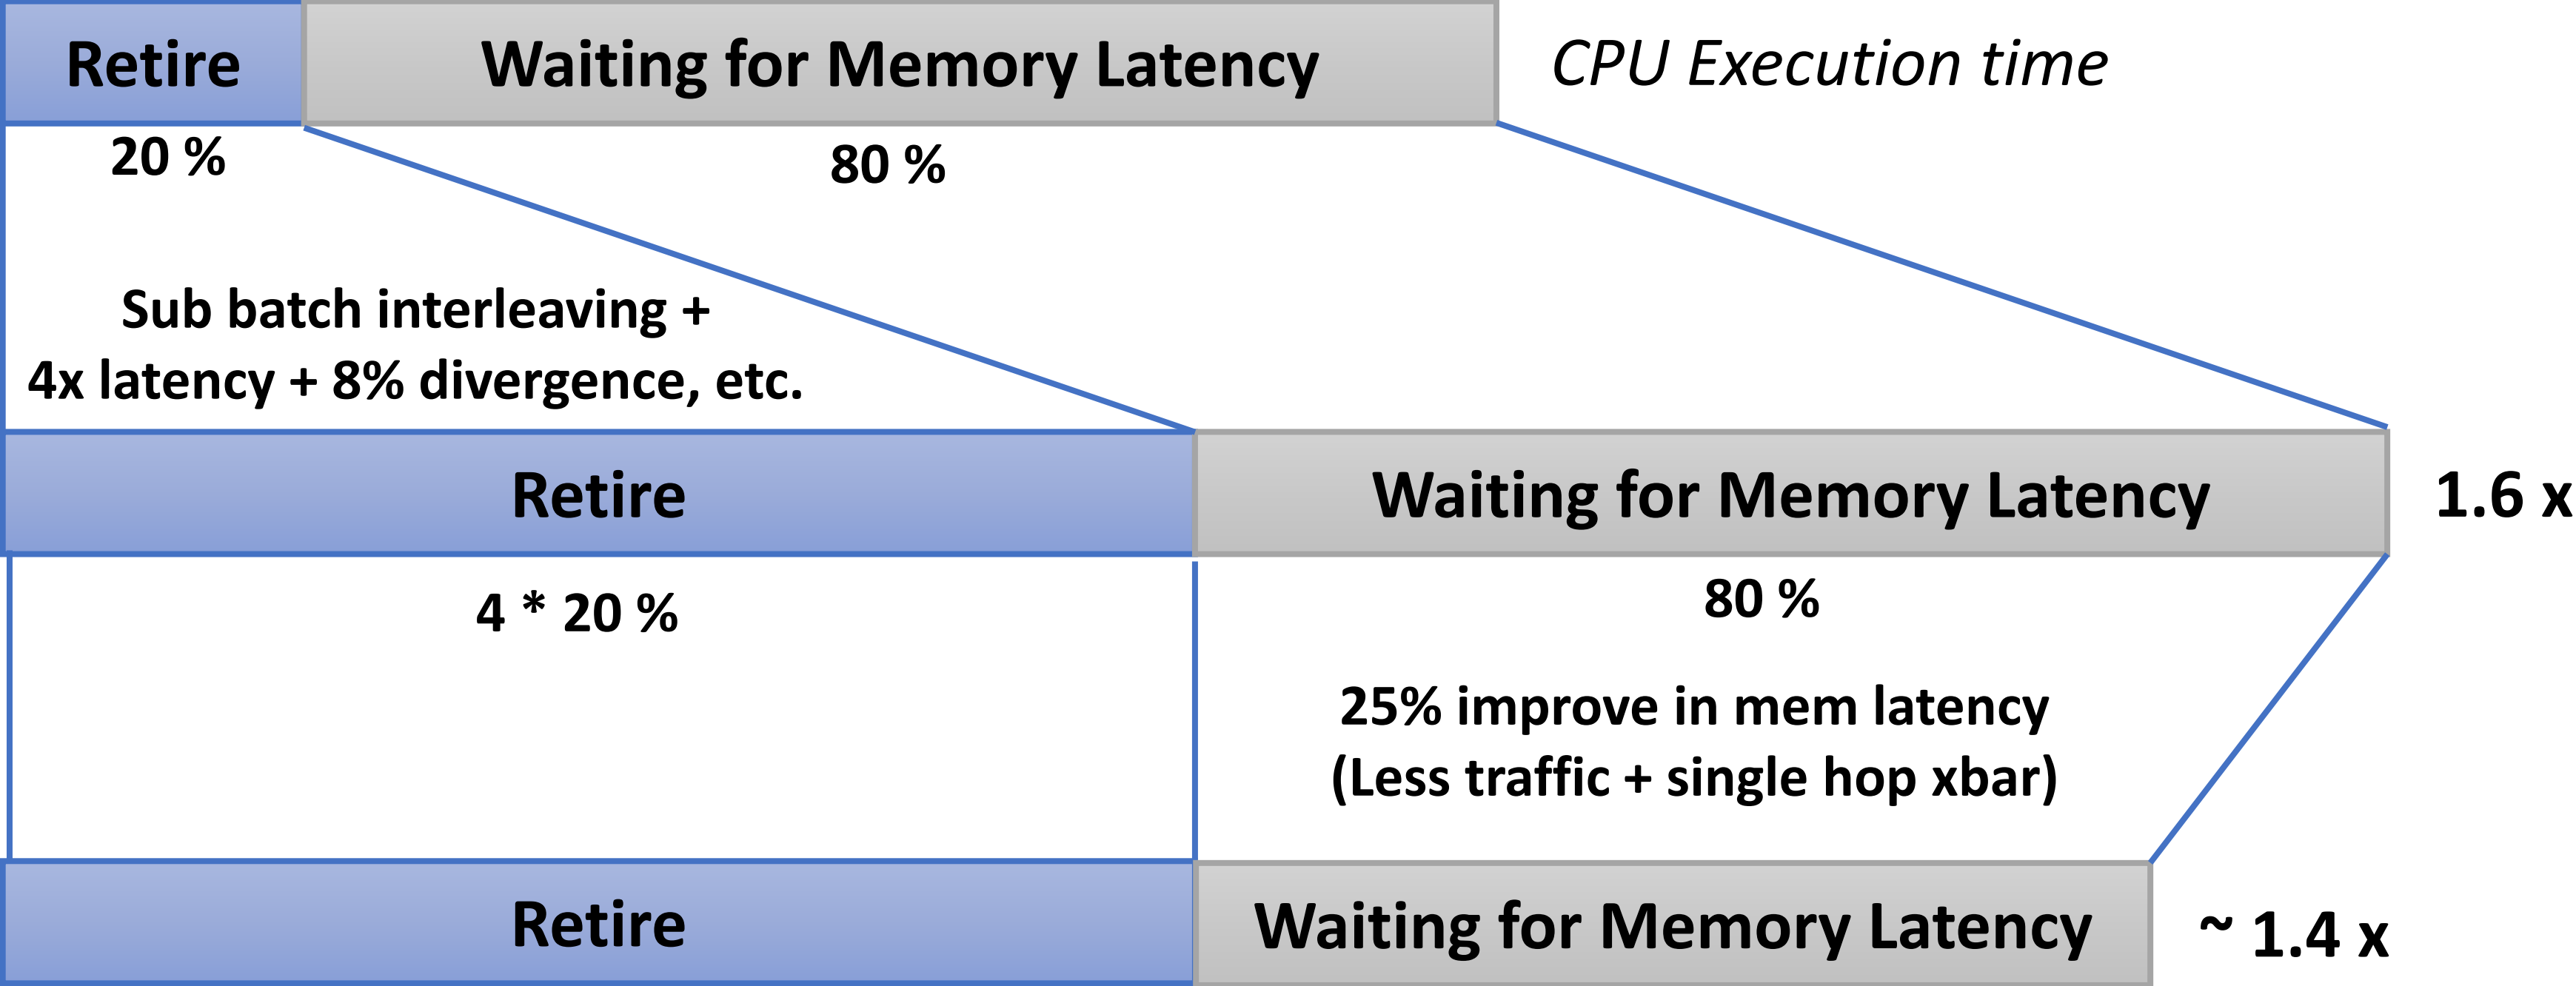 Retire
Waiting for Memory Latency
CPU Execution time
20 %
80 %
Sub batch interleaving +
4x latency + 8% divergence, etc.
Retire
Waiting for Memory Latency
1.6 x
4 * 20 %
80 %
25% improve in mem latency
(Less traffic + single hop xbar)
Retire
Waiting for Memory Latency
~ 1.4 x